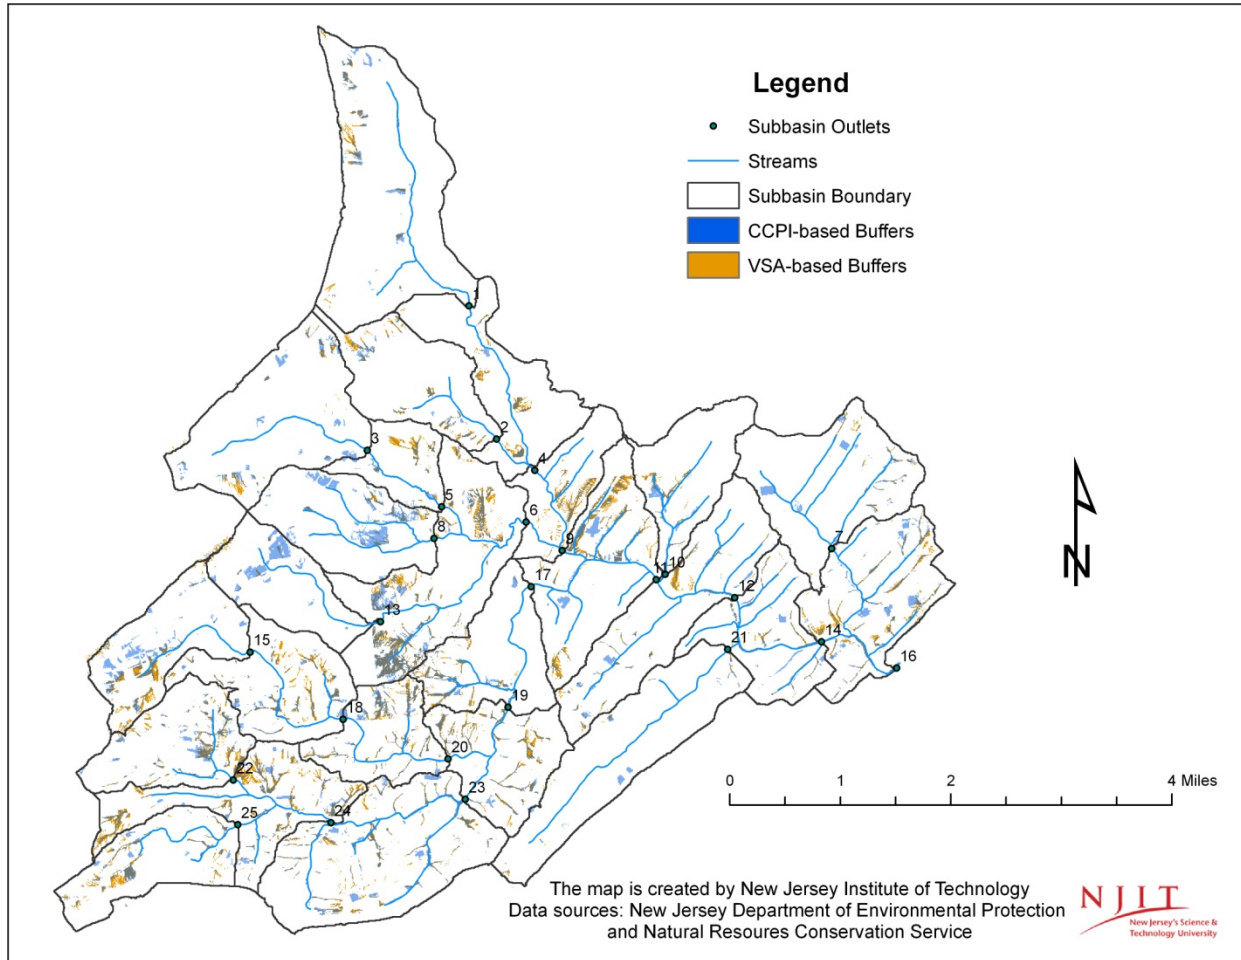 Legend
Subbasin Outlets
Streams
Subbasin Boundary
CCPI-based Buffers
VSA-based Buffers
1
2
3
4
5
6
7
8
9
10
11
12
13
14
15
16
17
18
19
20
21
22
23
24
25
N
0
1
2
4 Miles
The map is created by New Jersey Institute of Technology
Data sources: New Jersey Department of Environmental Protection
and Natural Resoures Conservation Service
NJIT
New Jersey's Science &
Technology University